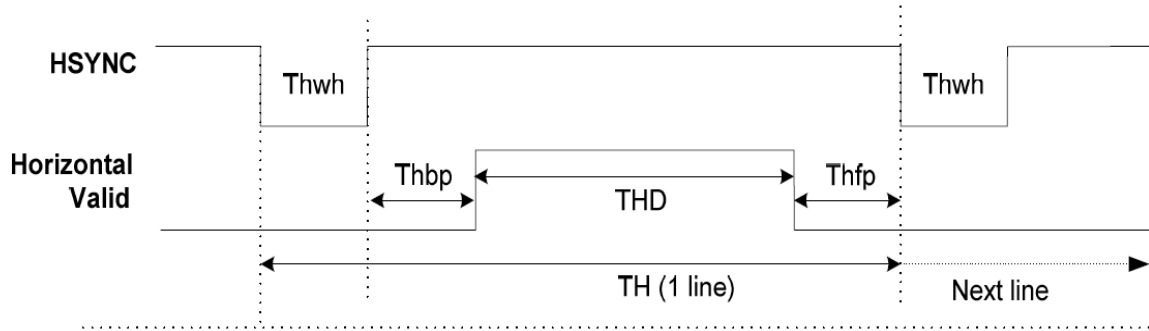 HSYNC
Thwh
Thwh
Horizontal
Valid
Thbp
THD
Thfp
TH (1 line)
Next line